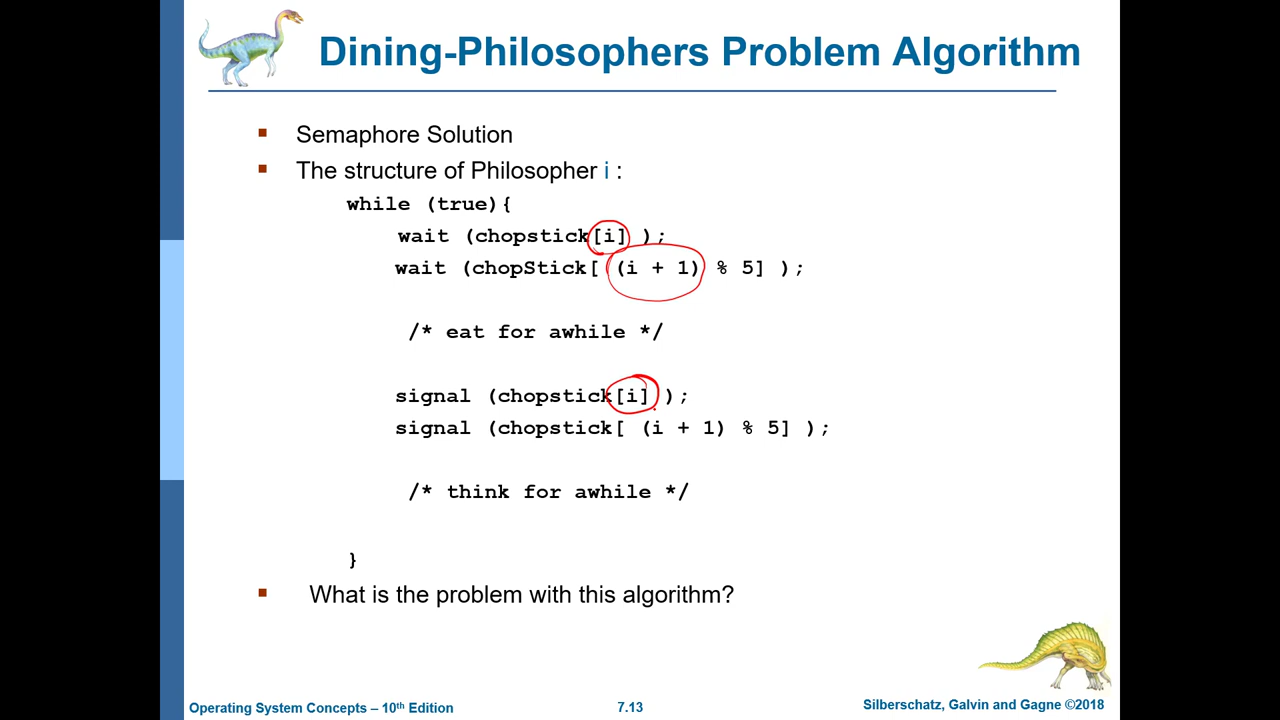 Dining-Philosophers Problem Algorithm
▪ Semaphore Solution
▪ The structure of Philosopher i :
while (true){
wait (chopstick[i] );
wait (chopStick[ (i + 1) % 5] );
/* eat for awhile */
signal (chopstick[i] );
signal (chopstick[ (i + 1) % 5] );
/* think for awhile */
}
▪ What is the problem with this algorithm?
Operating System Concepts – 10th Edition
7.13
Silberschatz, Galvin and Gagne ©2018